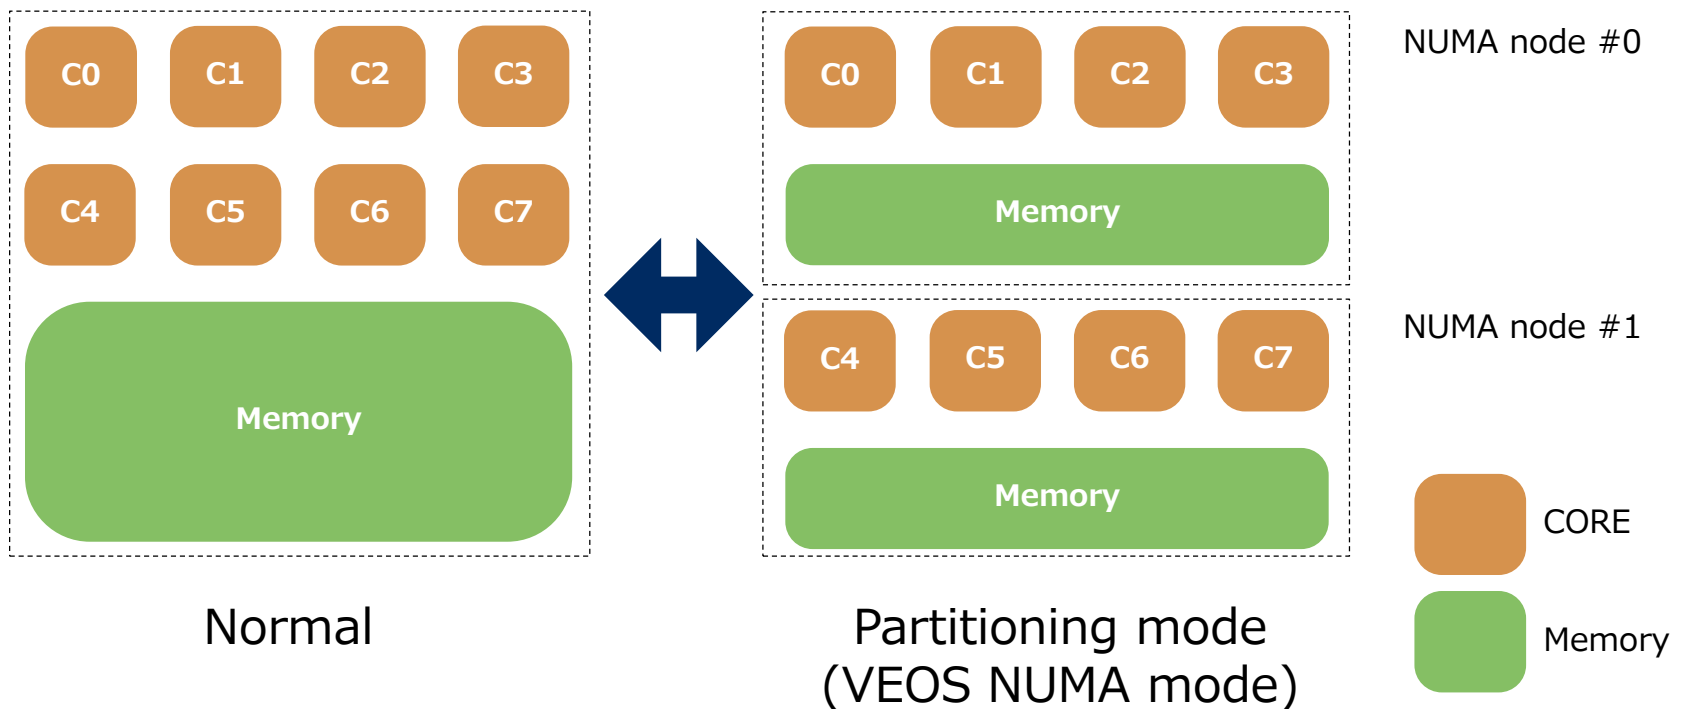 C0 C1 C2 C3
C4 C5 C6 C7
Memory
Normal
C0 C1 C2 C3
Memory
NUMA node #0
C4 C5 C6 C7
Memory
NUMA node #1
Partitioning mode
(VEOS NUMA mode)
CORE
Memory